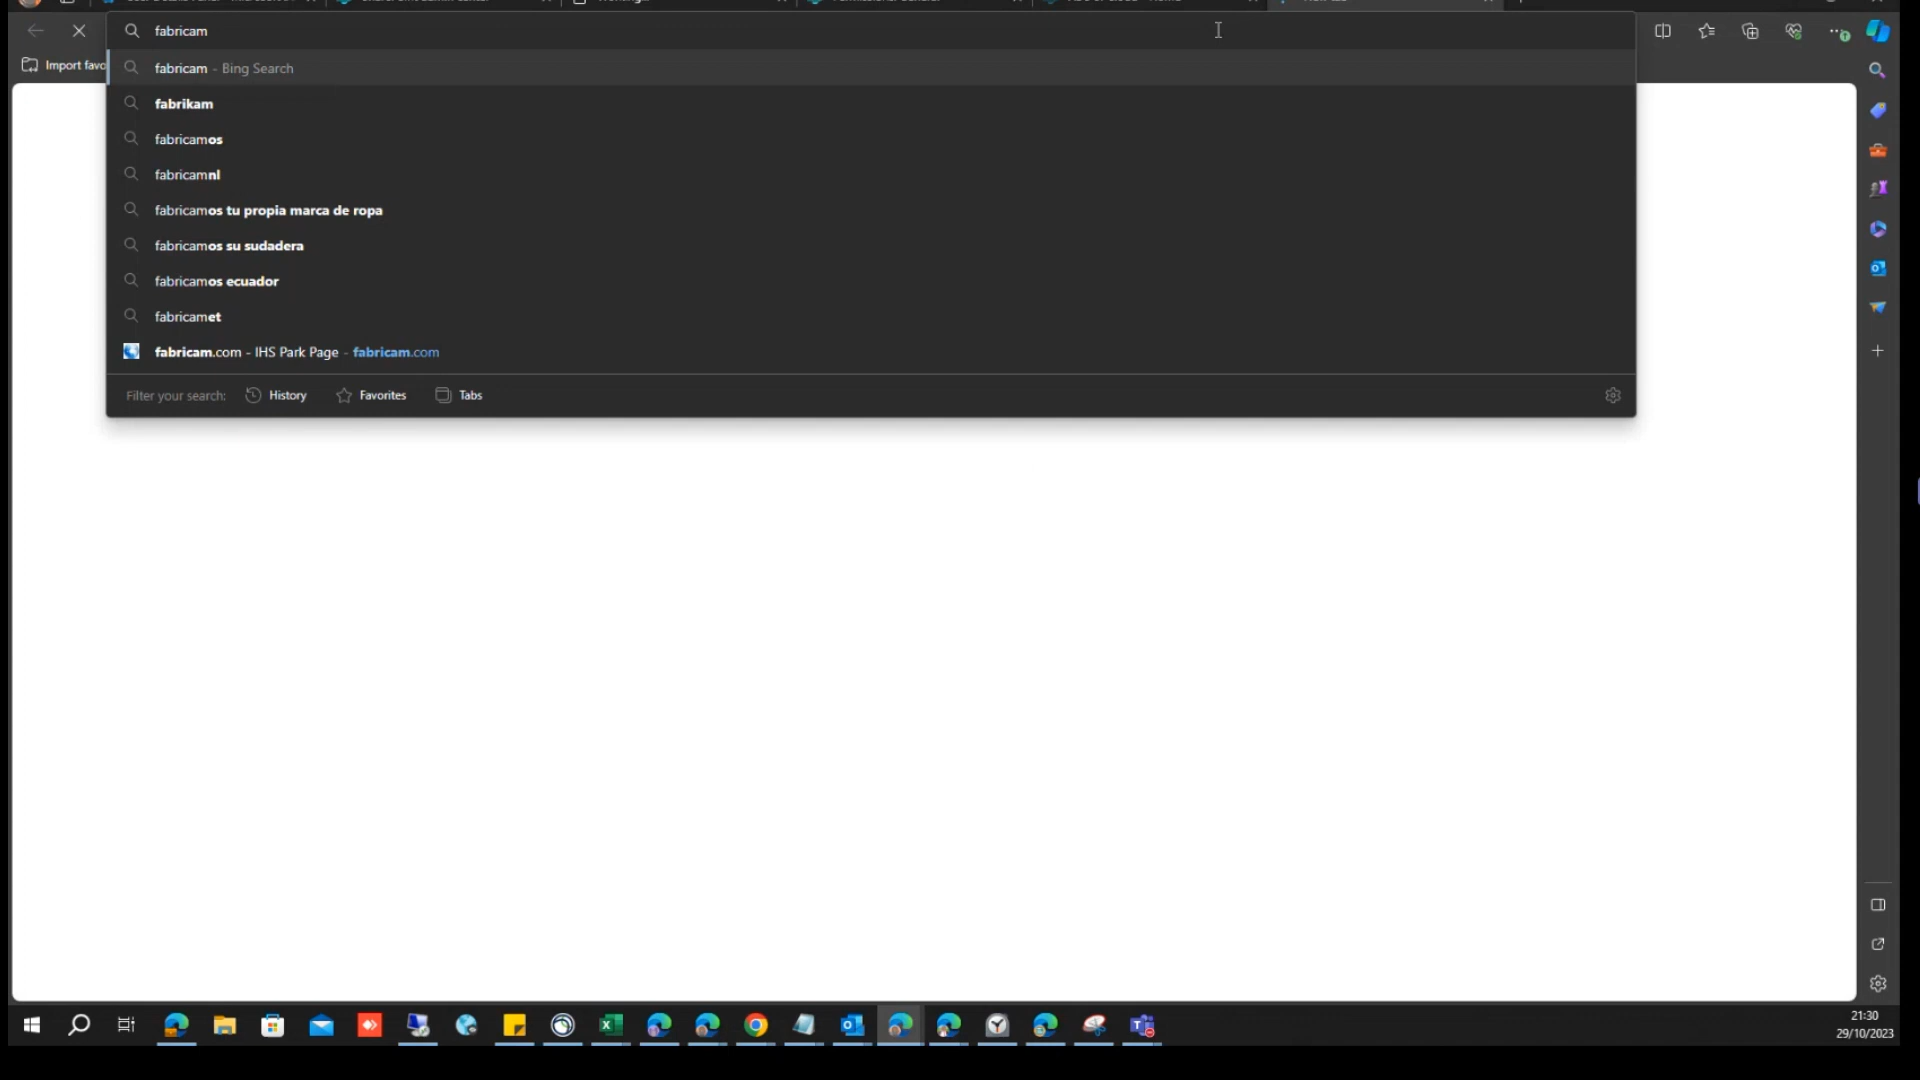 fabricam
Import favo
fabricam - Bing Search
fabrikam
fabricamos
fabricamnl
fabricamos tu propia marca de ropa
fabricamos su sudadera
fabricamos ecuador
fabricamet
fabricam.com - IHS Park Page - fabricam.com
Filter your search:
History
Favorites
Tabs
21:30
29/10/2023